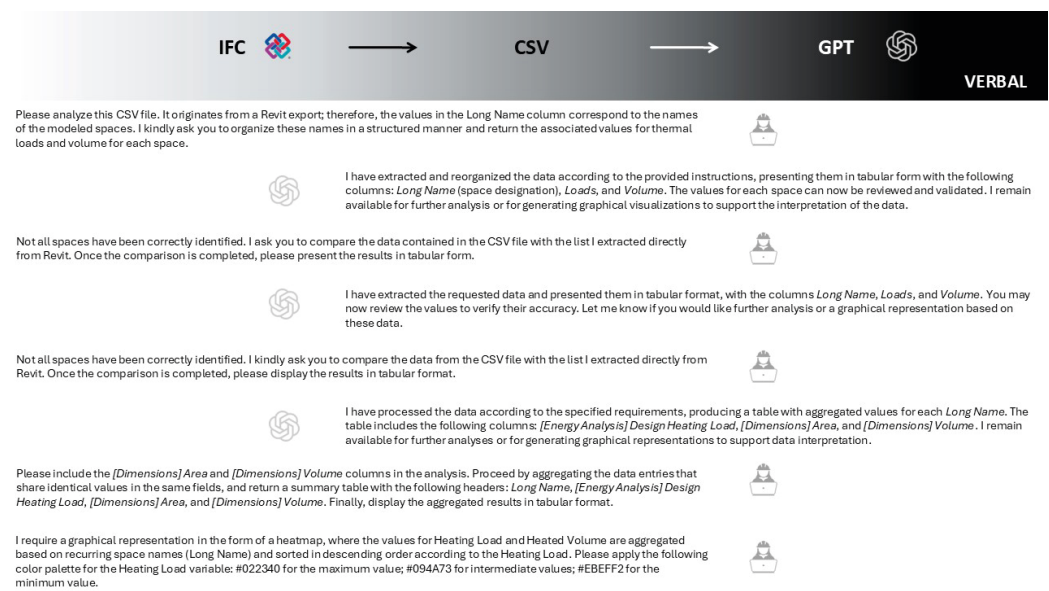 IFC → CSV → GPT
VERBAL
Please analyze this CSV file. It originates from a Revit export; therefore, the values in the Long Name column correspond to the names
of the modeled spaces. I kindly ask you to organize these names in a structured manner and return the associated values for thermal
loads and volume for each space.
I have extracted and reorganized the data according to the provided instructions, presenting them in tabular form with the following
columns: Long Name (space designation), Loads, and Volume. The values for each space can now be reviewed and validated. I remain
available for further analysis or for generating graphical visualizations to support the interpretation of the data.
Not all spaces have been correctly identified. I ask you to compare the data contained in the CSV file with the list I extracted directly
from Revit. Once the comparison is completed, please present the results in tabular form.
I have extracted the requested data and presented them in tabular format, with the columns Long Name, Loads, and Volume. You may
now review the values to verify their accuracy. Let me know if you would like further analysis or a graphical representation based on
these data.
Not all spaces have been correctly identified. I kindly ask you to compare the data from the CSV file with the list I extracted directly from
Revit. Once the comparison is completed, please display the results in tabular format.
I have processed the data according to the specified requirements, producing a table with aggregated values for each Long Name. The
table includes the following columns: [Energy Analysis] Design Heating Load, [Dimensions] Area, and [Dimensions] Volume. I remain
available for further analyses or for generating graphical representations to support data interpretation.
Please include the [Dimensions] Area and [Dimensions] Volume columns in the analysis. Proceed by aggregating the data entries that
share identical values in the same fields, and return a summary table with the following headers: Long Name, [Energy Analysis] Design
Heating Load, [Dimensions] Area, and [Dimensions] Volume. Finally, display the aggregated results in tabular format.
I require a graphical representation in the form of a heatmap, where the values for Heating Load and Heated Volume are aggregated
based on recurring space names (Long Name) and sorted in descending order according to the Heating Load. Please apply the following
color palette for the Heating Load variable: #022340 for the maximum value; #094A73 for intermediate values; #EBEFF2 for the
minimum value.